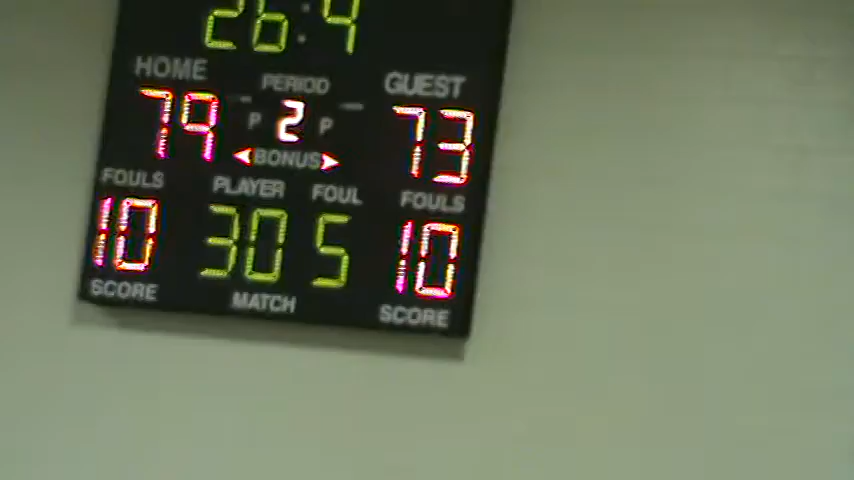 26:4
HOME PERIOD GUEST
79 P 2 P 73
BONUS
FOULS PLAYER FOUL FOULS
10 30 5 10
SCORE MATCH SCORE